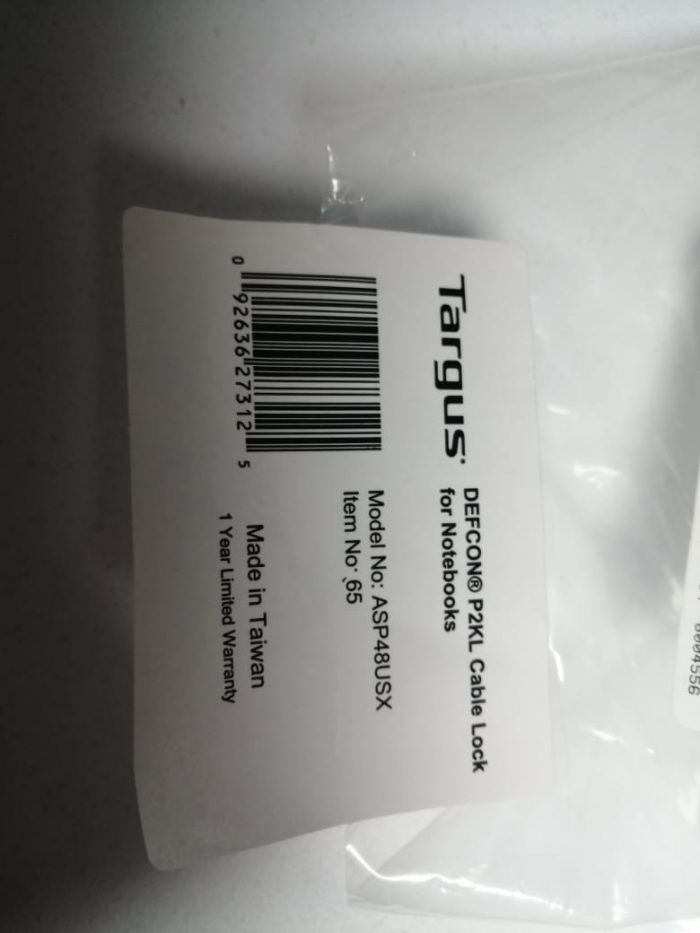 Targus
DEFCON® P2KL Cable Lock
for Notebooks
Model No: ASP48USX
Item No: 65
0 92636 27312 5
Made in Taiwan
1 Year Limited Warranty